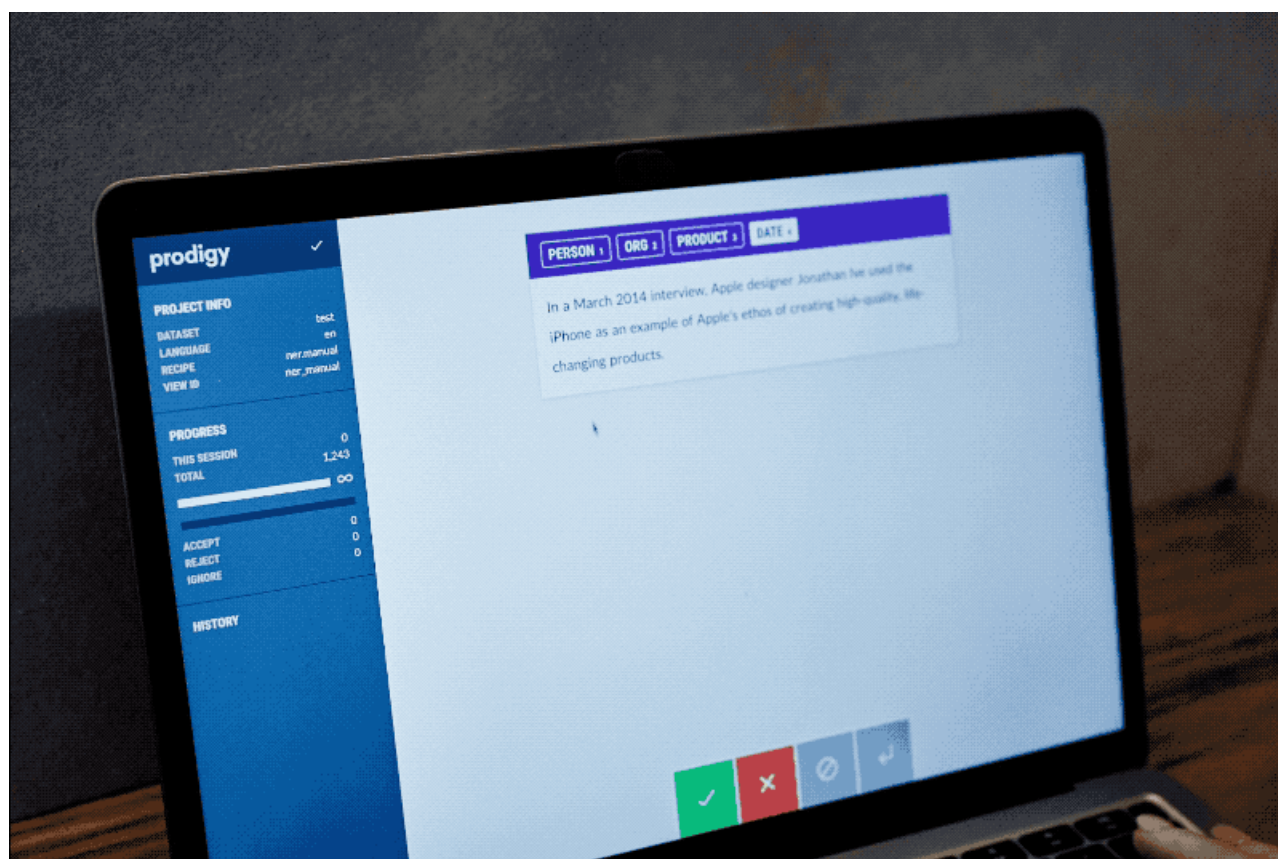 prodigy
PROJECT INFO
DATASET test
LANGUAGE en
RECIPE ner.manual
VIEW ID ner_manual
PROGRESS
THIS SESSION 0
TOTAL 1,243
∞
ACCEPT 0
REJECT 0
IGNORE 0
HISTORY
PERSON 1 ORG 2 PRODUCT 3 DATE 4
In a March 2014 interview, Apple designer Jonathan Ive used the
iPhone as an example of Apple's ethos of creating high-quality, life-
changing products.